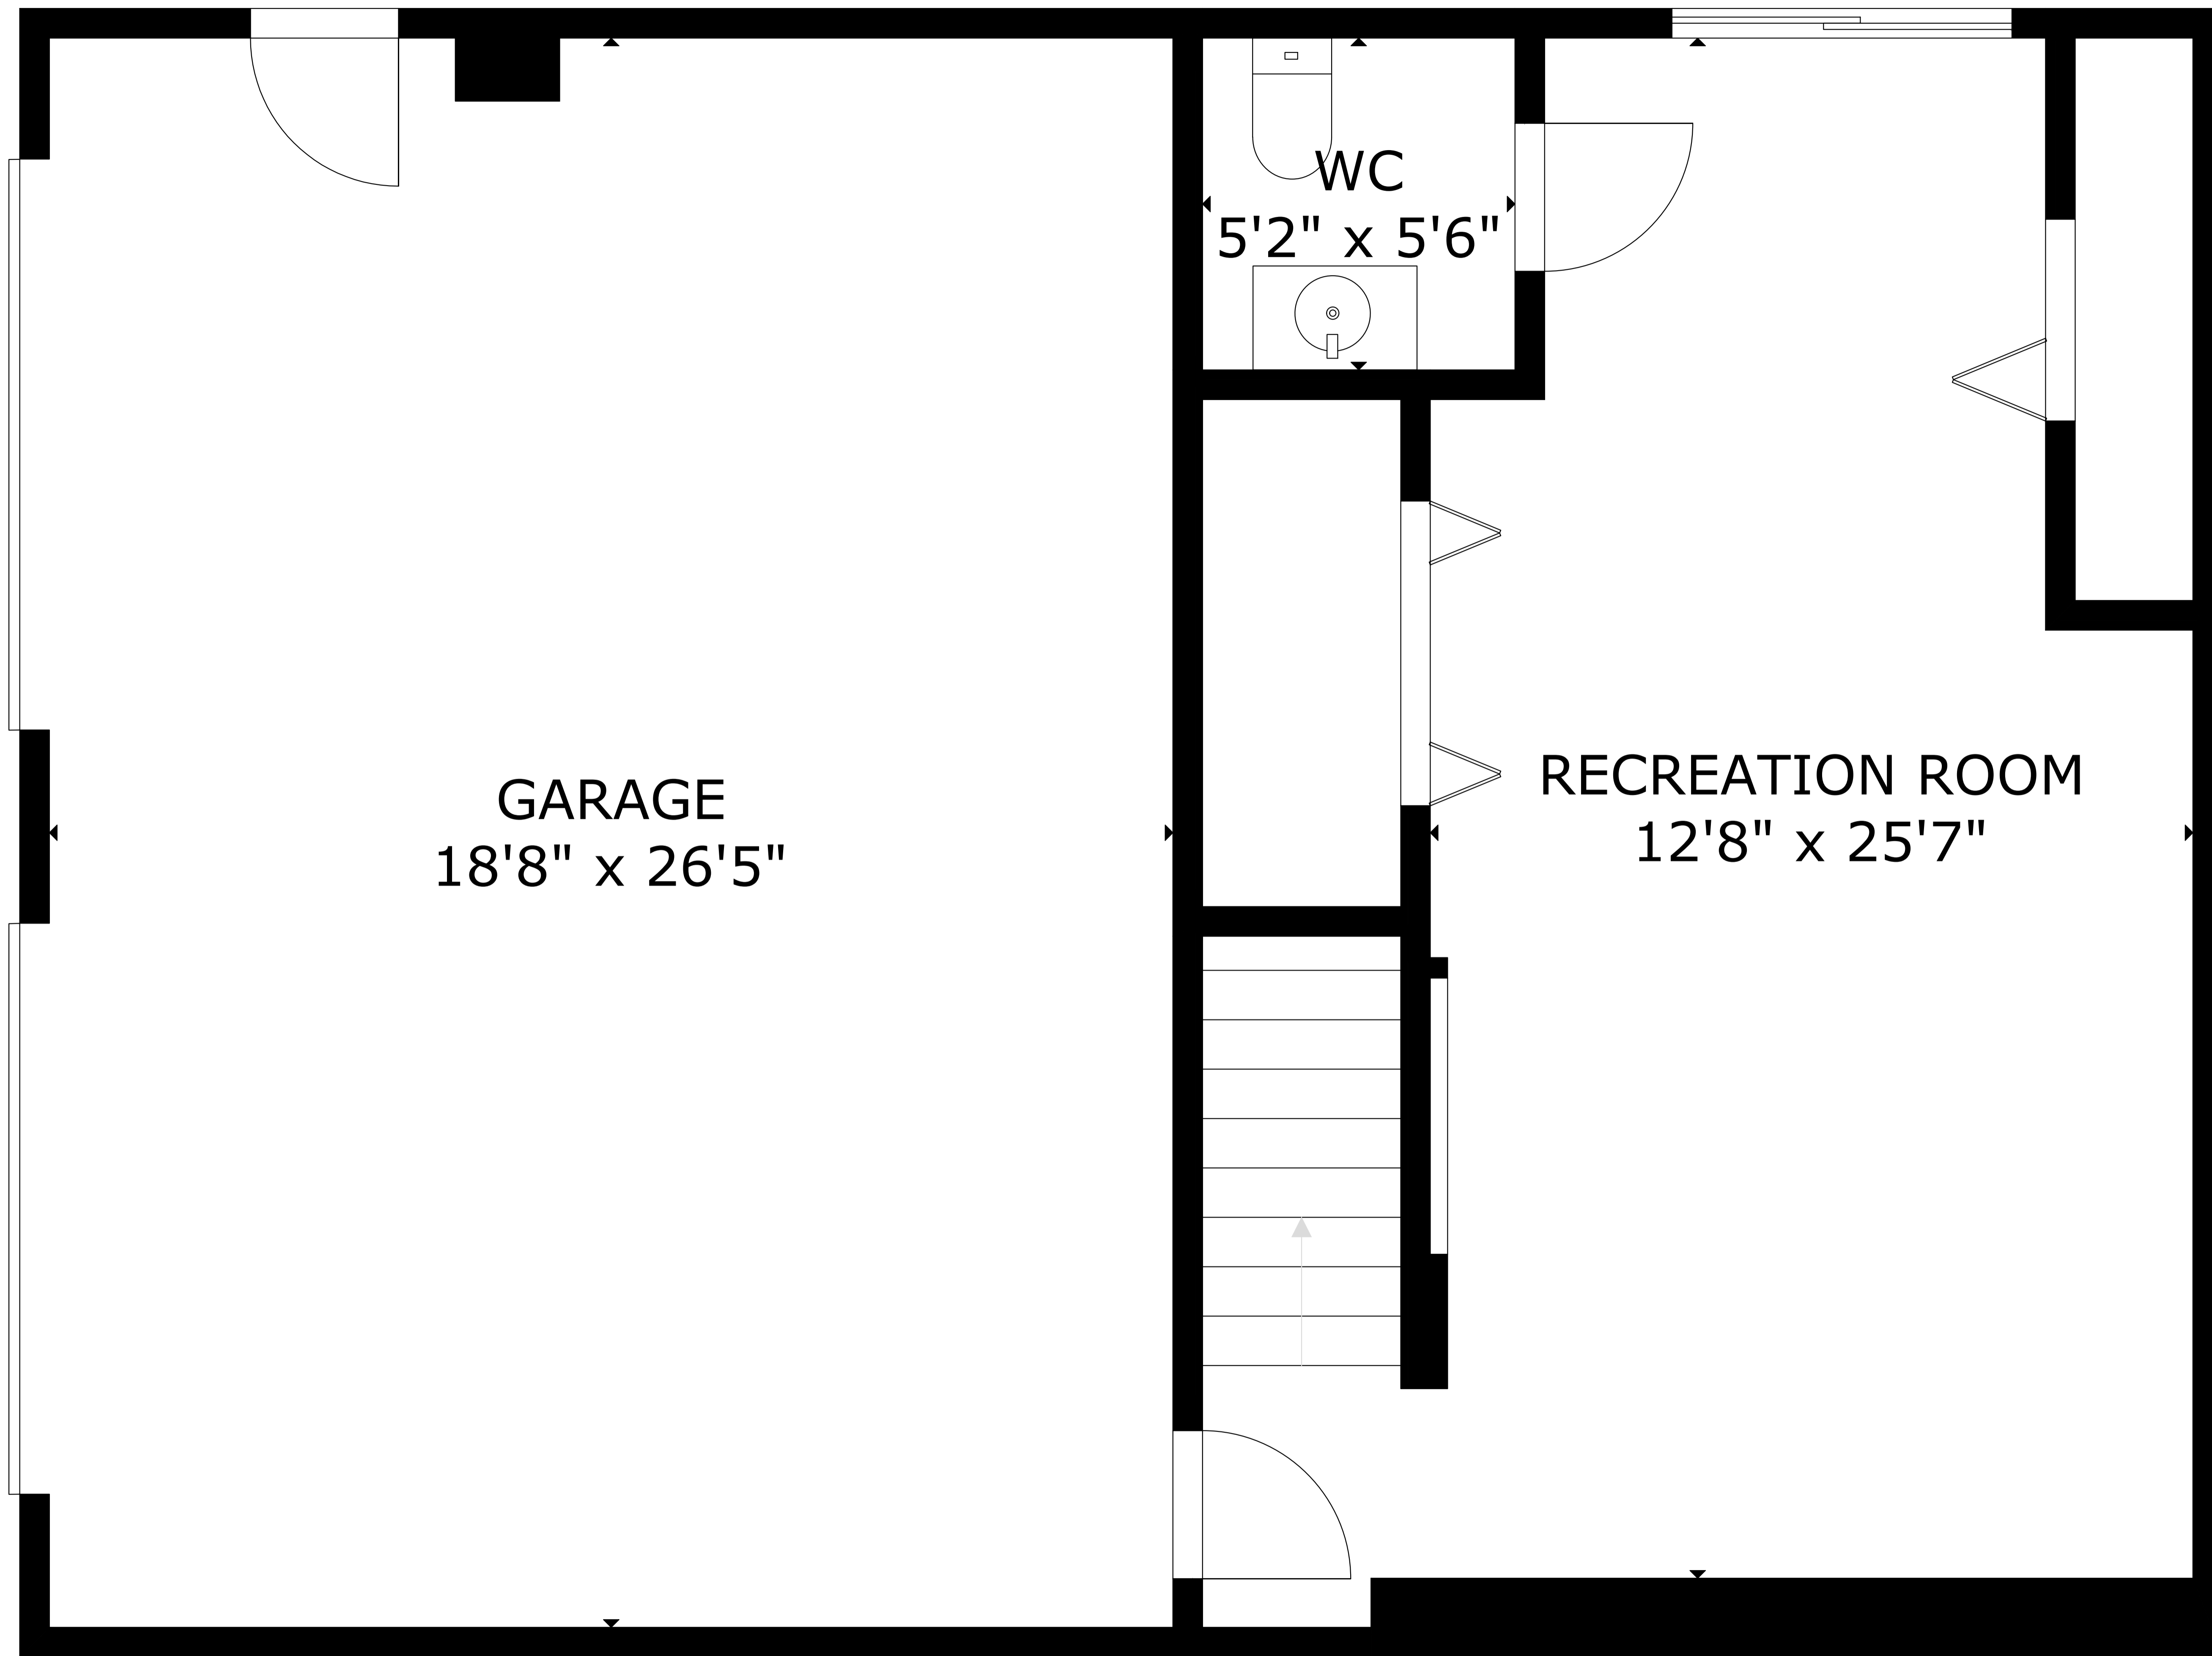 WC
5'2" x 5'6"
GARAGE
18'8" x 26'5"
RECREATION ROOM
12'8" x 25'7"